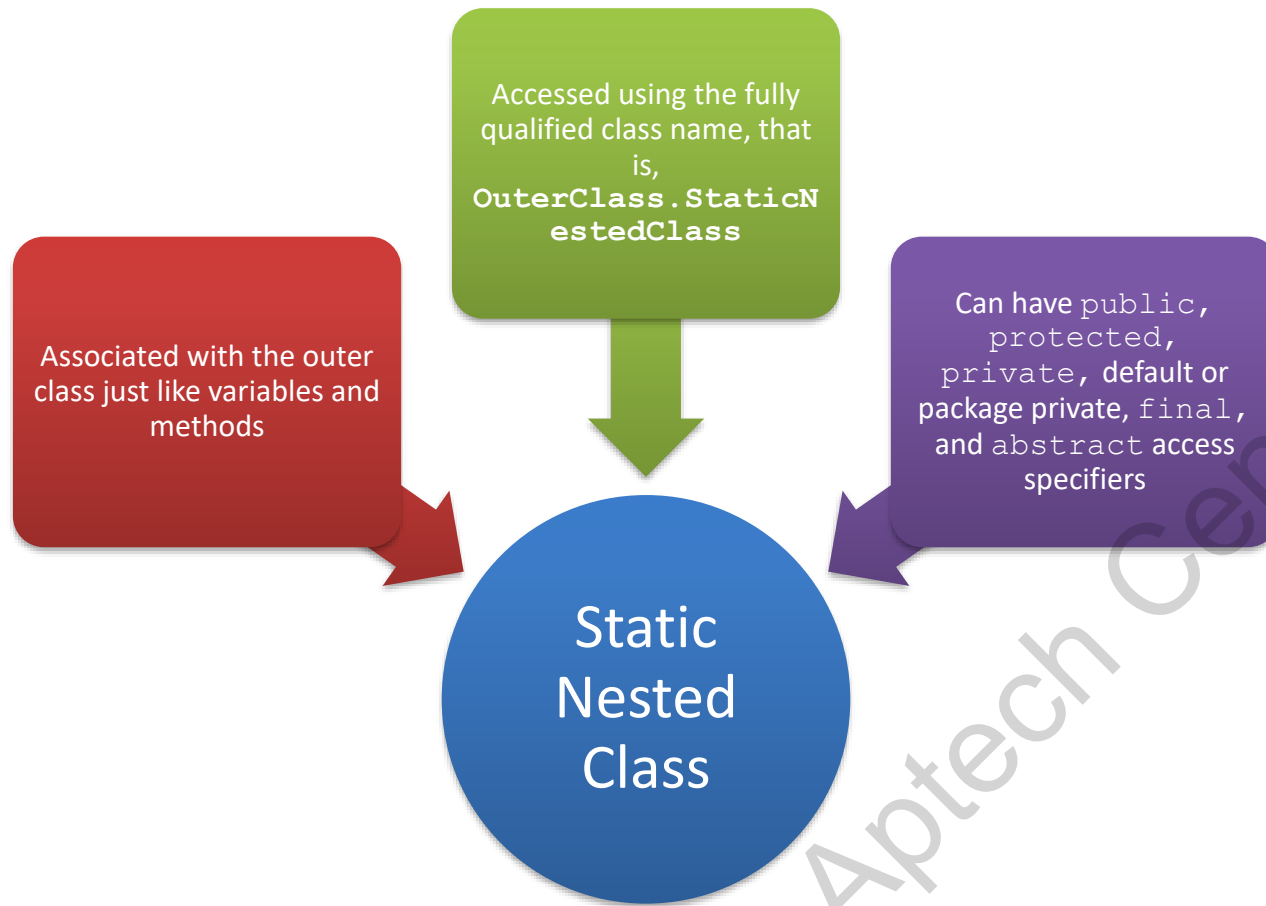 Accessed using the fully
qualified class name, that
is,
OuterClass.StaticN
estedClass
Associated with the outer
class just like variables and
methods
Can have public,
protected,
private, default or
package private, final,
and abstract access
specifiers
Static
Nested
Class
Aptech